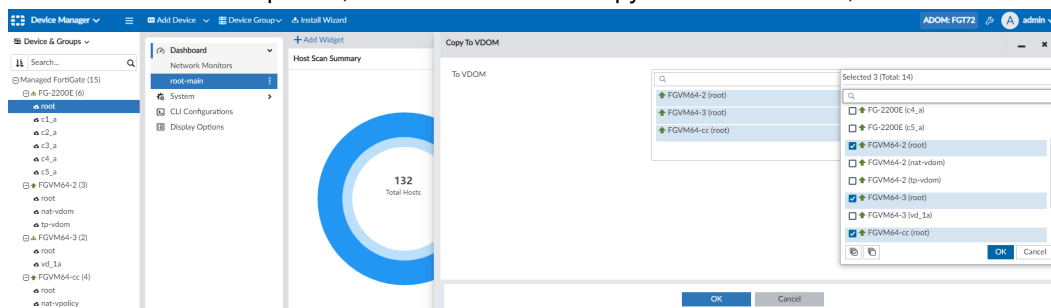 Device Manager
Add Device
Device Group
Install Wizard
ADOM: FGT72
A
admin
Device & Groups
Search...
Managed FortiGate (15)
FG-2200E (6)
root
c1_a
c2_a
c3_a
c4_a
c5_a
FGVM64-2 (3)
root
nat-vdom
tp-vdom
FGVM64-3 (2)
root
vd_1a
FGVM64-cc (4)
root
nat-vpolicy
Dashboard
Network Monitors
root-main
System
CLI Configurations
Display Options
+Add Widget
Host Scan Summary
132
Total Hosts
Copy To VDOM
To VDOM
FGVM64-2 (root)
FGVM64-3 (root)
FGVM64-cc (root)
Selected 3 (Total: 14)
FG-2200E (c4_a)
FG-2200E (c5_a)
FGVM64-2 (root)
FGVM64-2 (nat-vdom)
FGVM64-2 (tp-vdom)
FGVM64-3 (root)
FGVM64-3 (vd_1a)
FGVM64-cc (root)
OK
Cancel
OK
Cancel